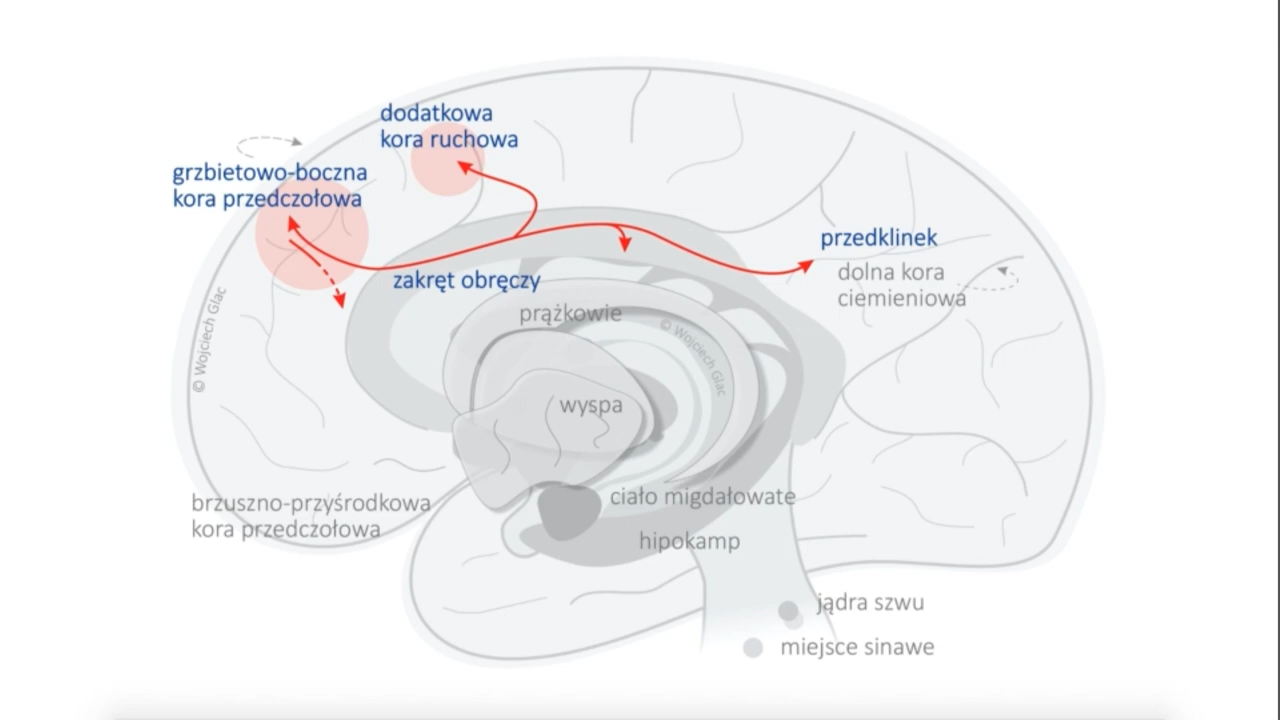 dodatkowa
kora ruchowa
grzbietowo-boczna
kora przedczołowa
przedklinek
dolna kora
ciemieniowa
zakręt obręczy
prążkowie
© Wojciech Glac
© Wojciech Glac
wyspa
brzuszno-przyśrodkowa
kora przedczołowa
ciało migdałowate
hipokamp
jądra szwu
miejsce sinawe